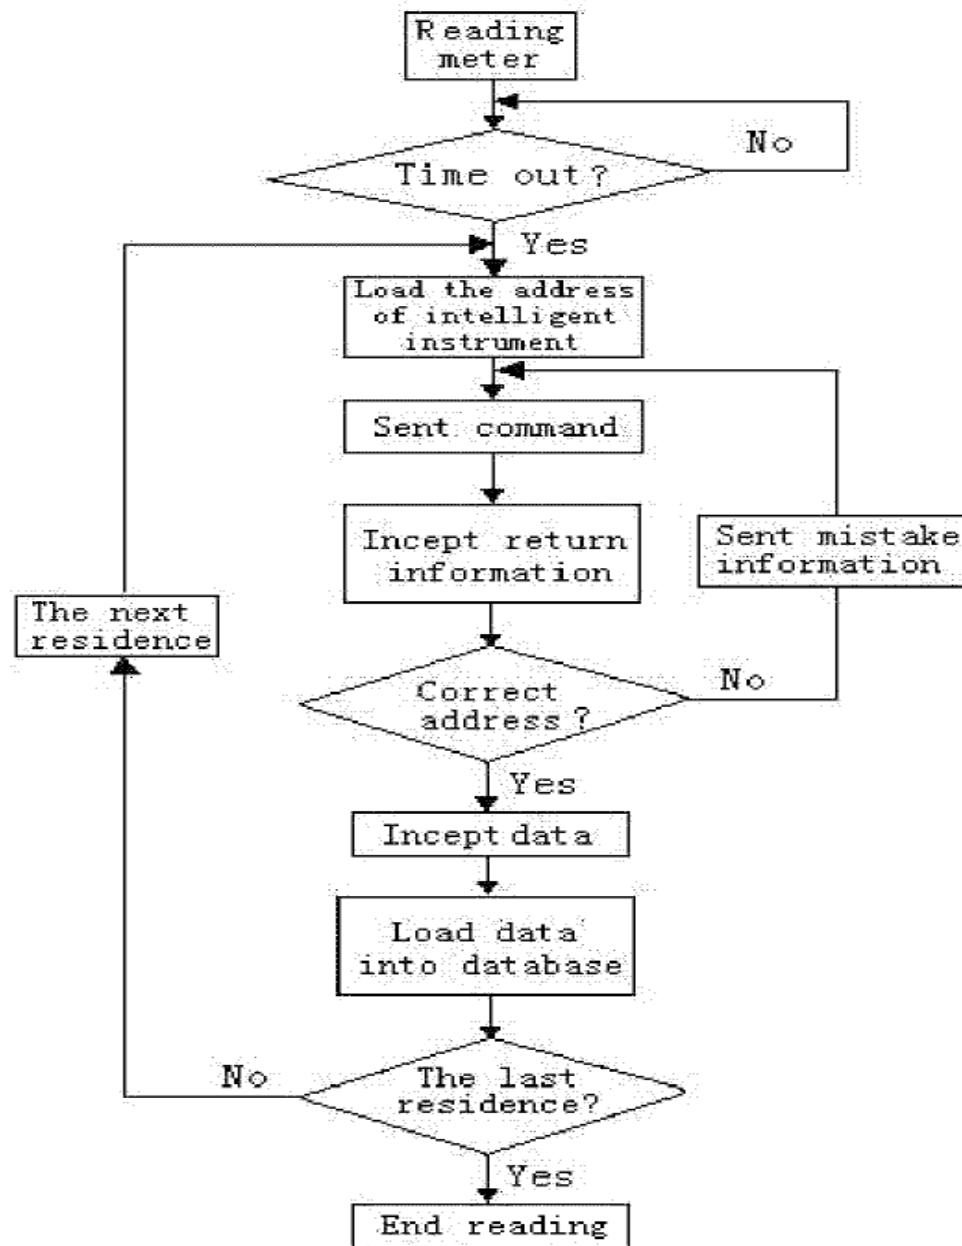 Reading
meter
No
Time out?
Yes
Load the address
of intelligent
instrument
Sent command
Incept return
information
Sent mistake
information
The next
residence
Correct
address?
No
Yes
Incept data
Load data
into database
No
The last
residence?
Yes
End reading